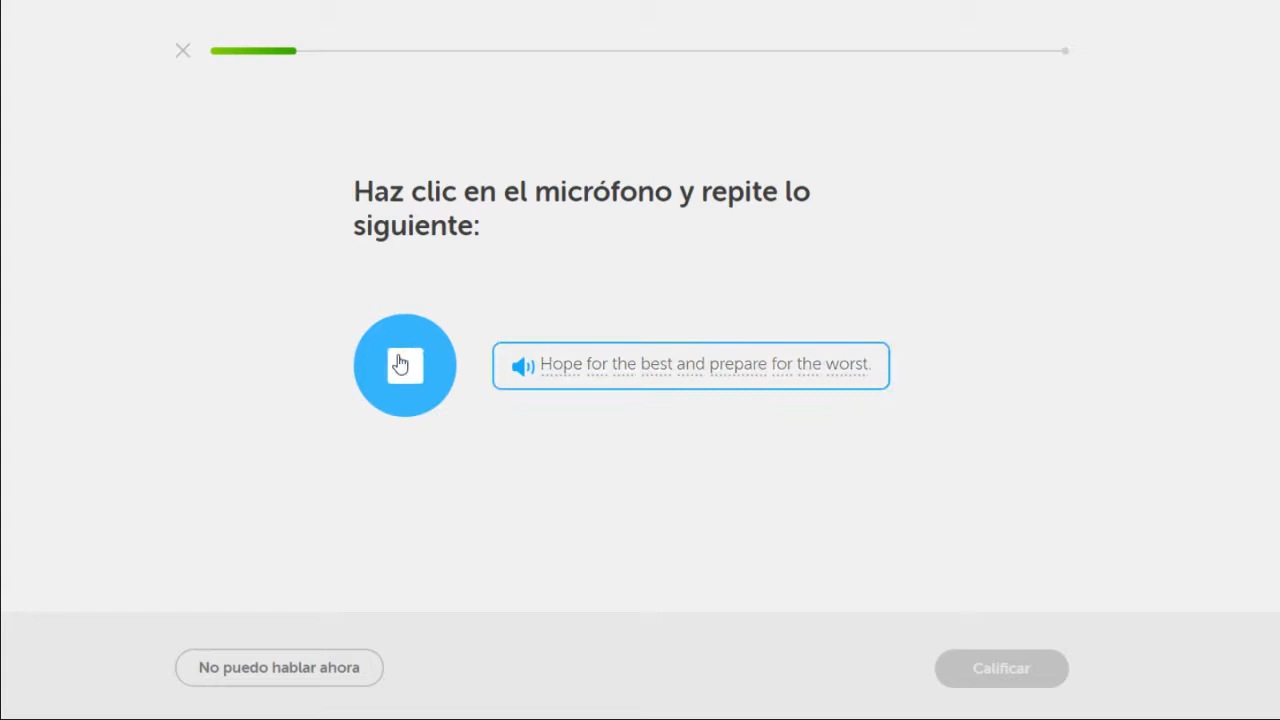 Haz clic en el micrófono y repite lo
siguiente:
Hope for the best and prepare for the worst.
No puedo hablar ahora
Calificar